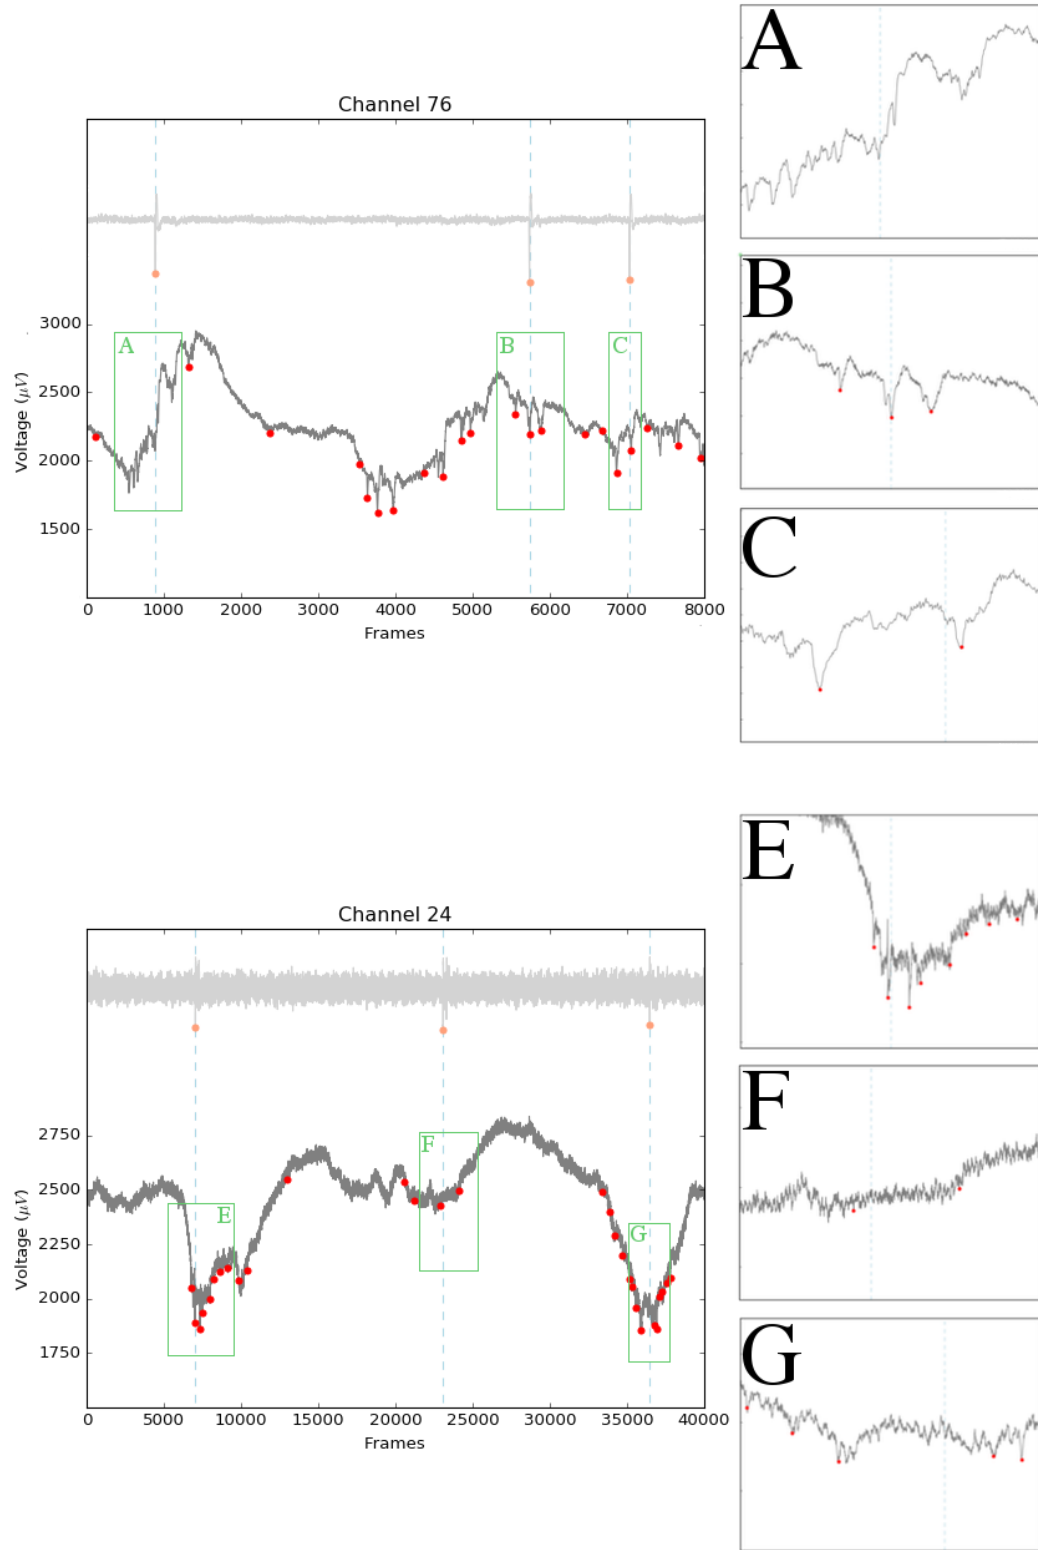 Channel 76
Voltage (μV)
3000
2500
2000
1500
A
B
C
0
1000
2000
3000
4000
5000
6000
7000
8000
Frames
A
B
C
Channel 24
Voltage (μV)
2750
2500
2250
2000
1750
E
F
G
0
5000
10000
15000
20000
25000
30000
35000
40000
Frames
E
F
G